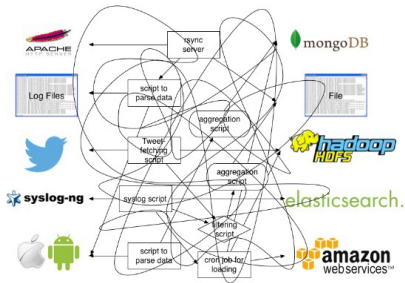 APACHE
HTTP SERVER
rsync
server
mongoDB
Log Files
script to
parse data
File
aggregation
script
Tweet-
fetching
script
hadoop
HDFS
aggregation
script
syslog-ng
syslog script
elasticsearch.
filtering
script
script to
parse data
cron job for
loading
amazon
webservices™